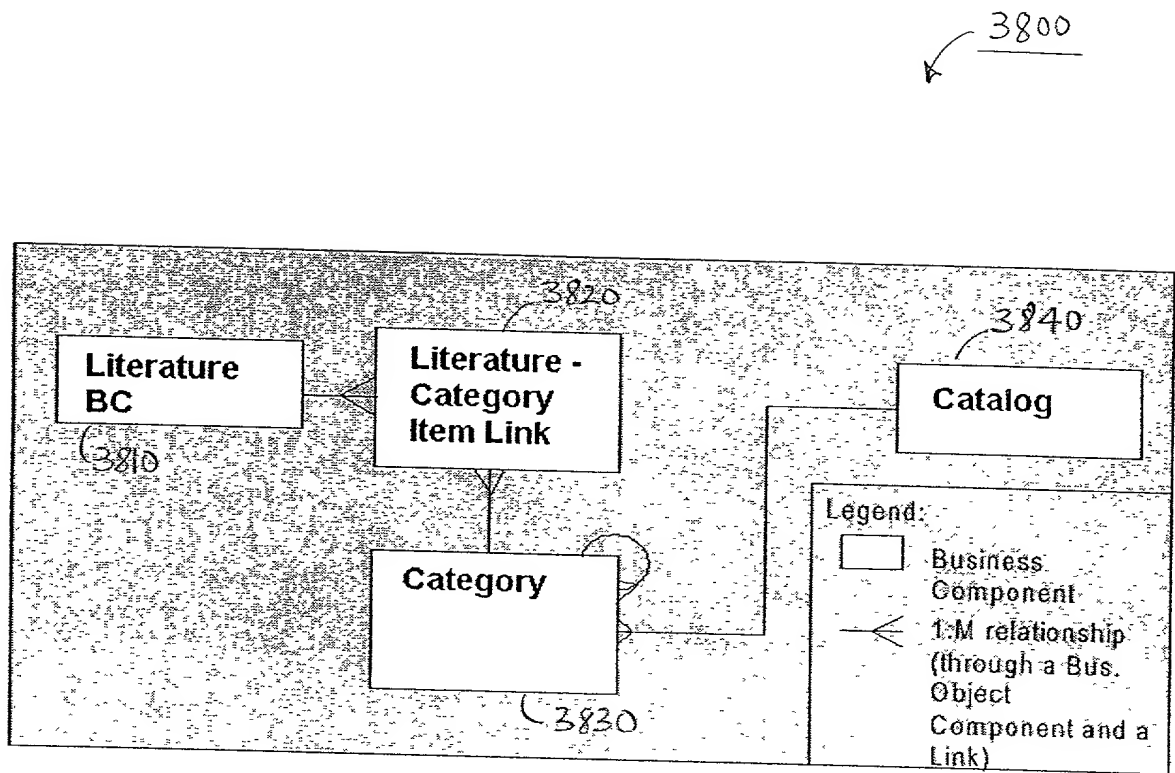 3800
3820
3840
Literature
BC
Literature -
Category
Item Link
Catalog
3810
Legend:
Business
Component
Category
1:M relationship
(through a Bus.
Object
Component and a
Link)
3830